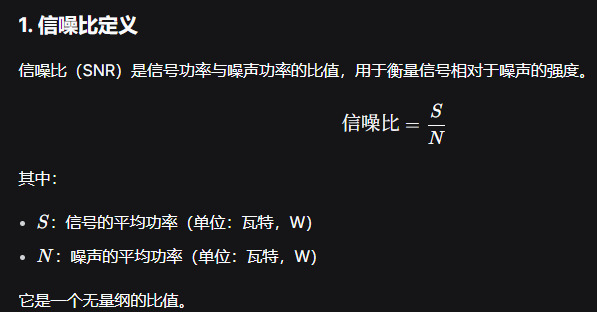 1. 信噪比定义
信噪比（SNR）是信号功率与噪声功率的比值，用于衡量信号相对于噪声的强度。
信噪比 = S/N
其中：
• S：信号的平均功率（单位：瓦特，W）
• N：噪声的平均功率（单位：瓦特，W）
它是一个无量纲的比值。